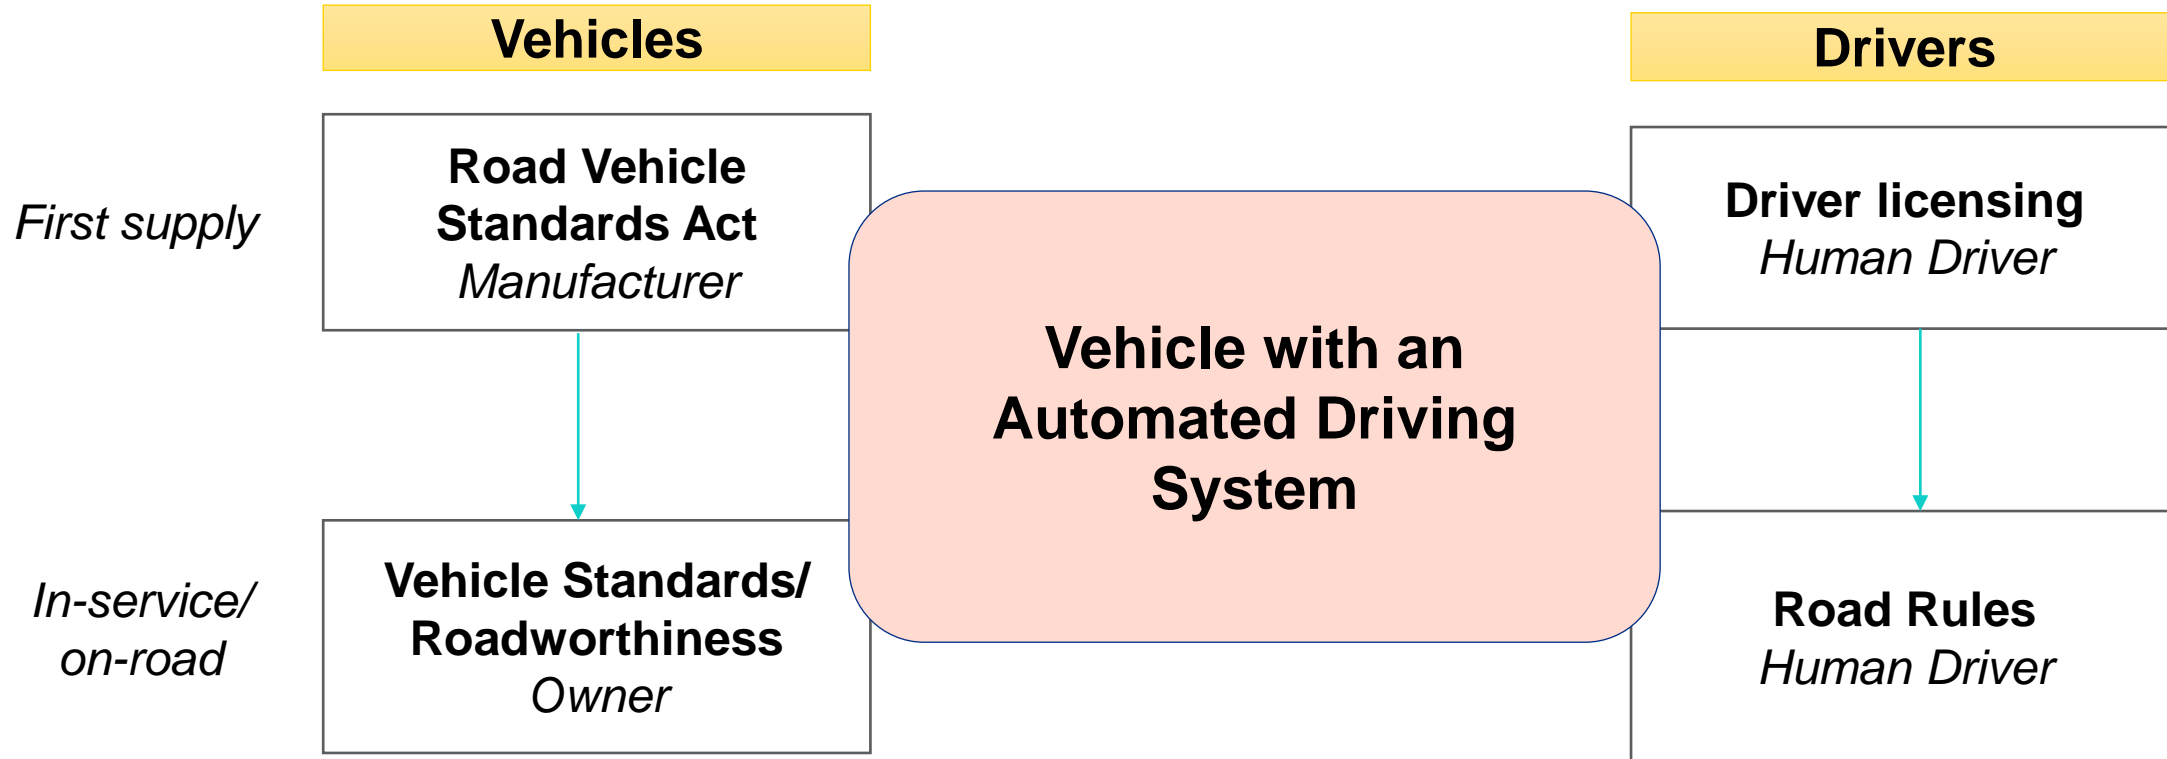 Vehicles
Drivers
First supply
Road Vehicle
Standards Act
Manufacturer
Driver licensing
Human Driver
Vehicle with an
Automated Driving
System
In-service/
on-road
Vehicle Standards/
Roadworthiness
Owner
Road Rules
Human Driver